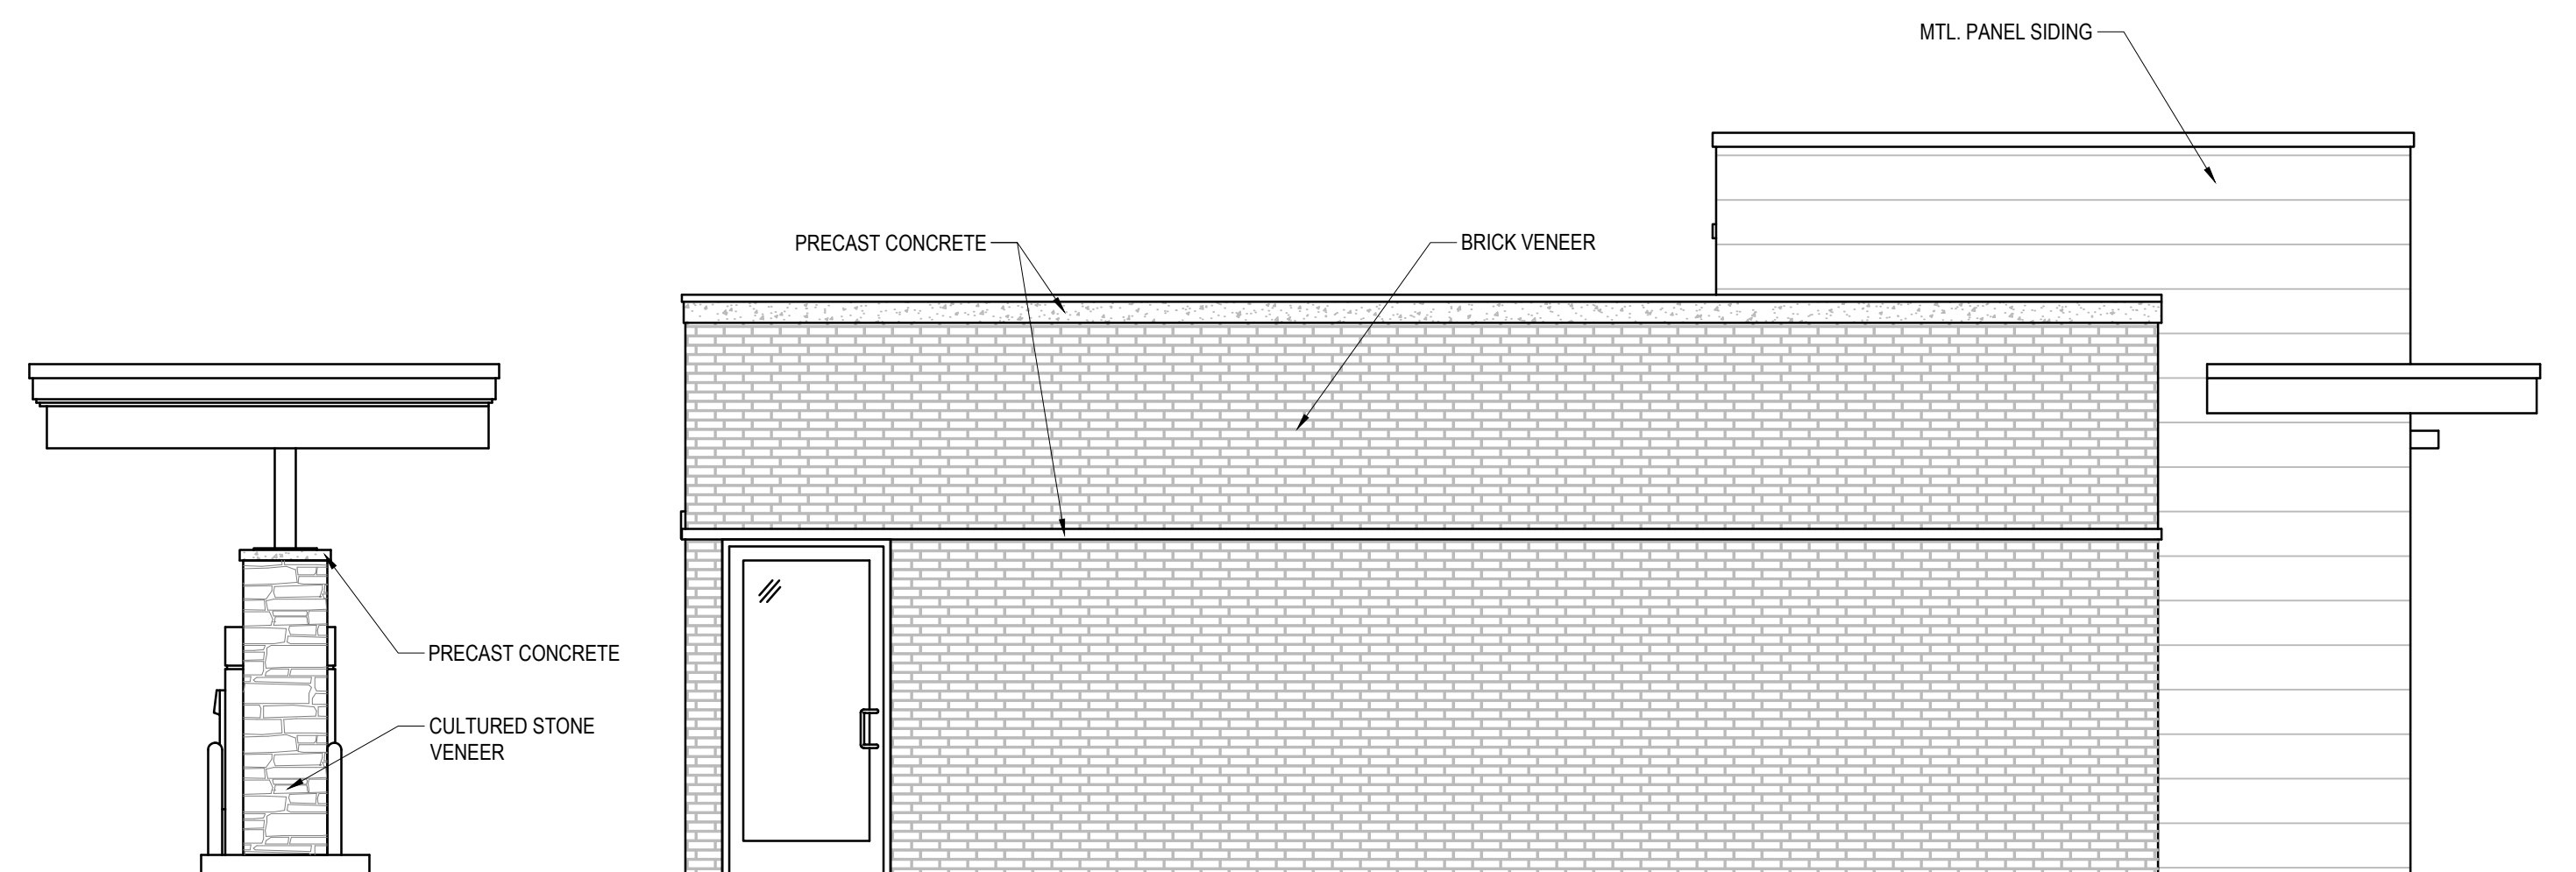 MTL. PANEL SIDING
PRECAST CONCRETE
BRICK VENEER
PRECAST CONCRETE
CULTURED STONE
VENEER